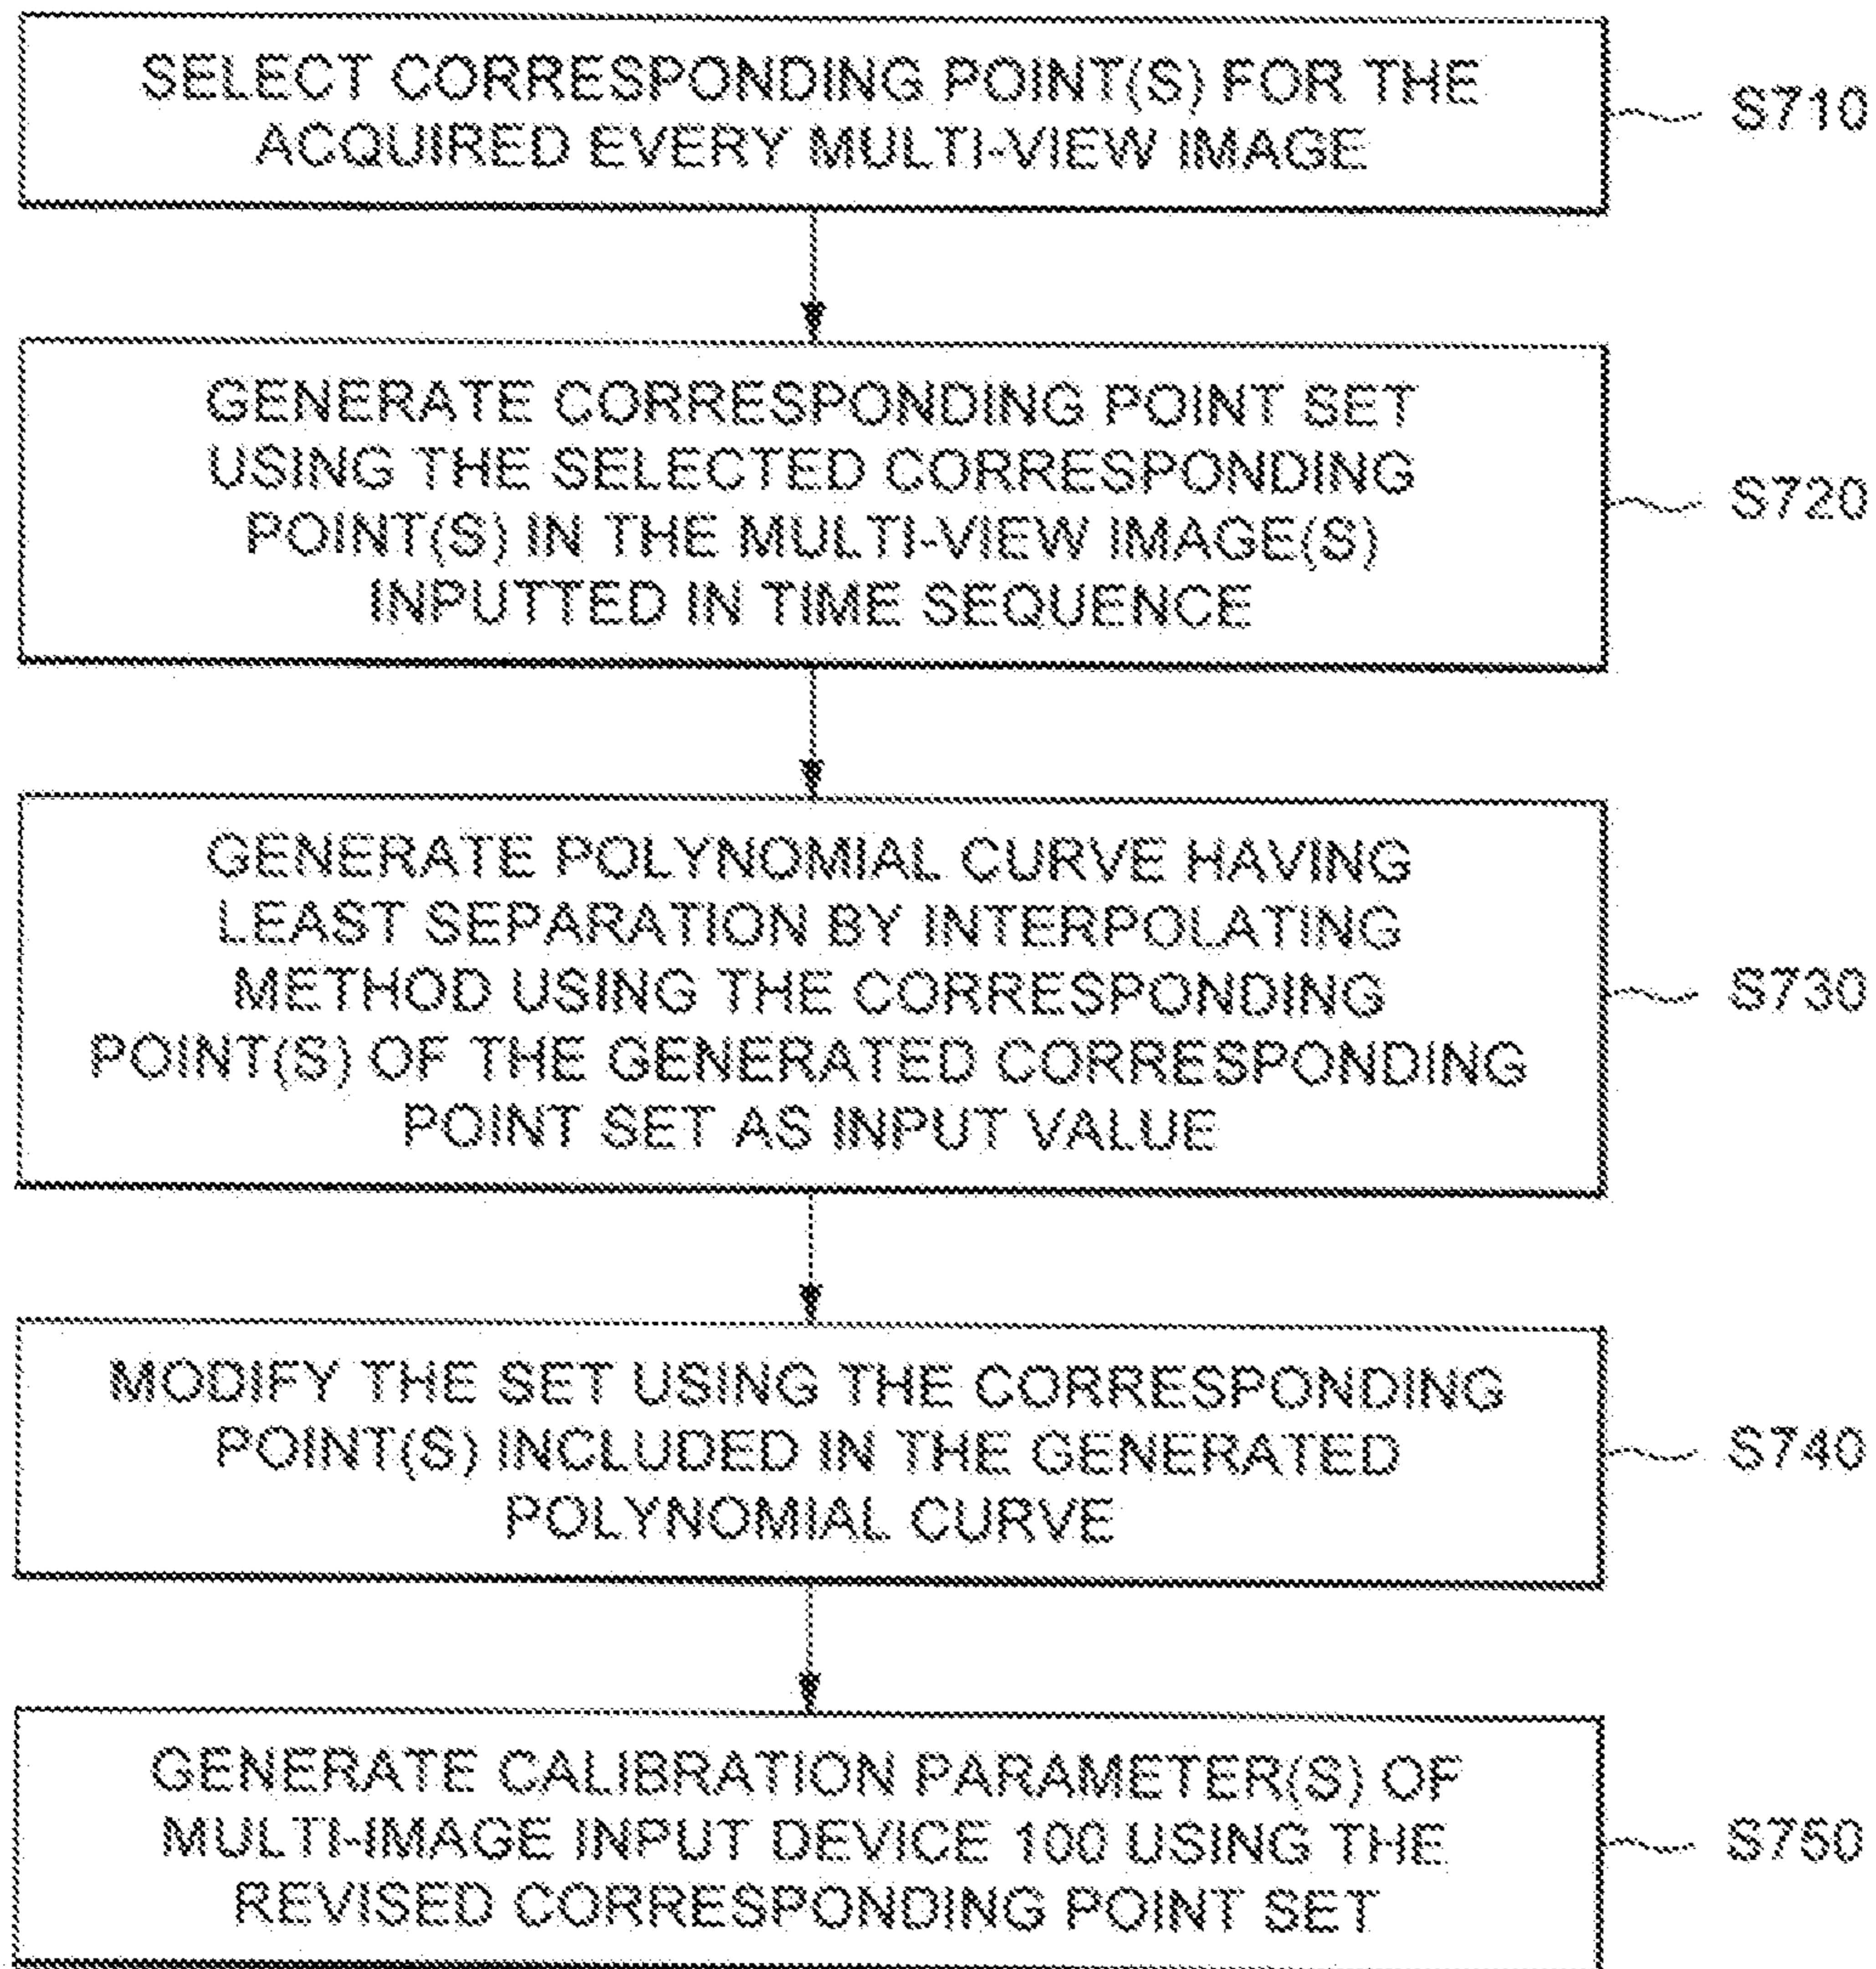 SELECT CORRESPONDING POINT(S) FOR THE
ACQUIRED EVERY MULTI-VIEW IMAGE
S710
GENERATE CORRESPONDING POINT SET
USING THE SELECTED CORRESPONDING
POINT(S) IN THE MULTI-VIEW IMAGE(S)
INPUTTED IN TIME SEQUENCE
S720
GENERATE POLYNOMIAL CURVE HAVING
LEAST SEPARATION BY INTERPOLATING
METHOD USING THE CORRESPONDING
POINT(S) OF THE GENERATED CORRESPONDING
POINT SET AS INPUT VALUE
S730
MODIFY THE SET USING THE CORRESPONDING
POINT(S) INCLUDED IN THE GENERATED
POLYNOMIAL CURVE
S740
GENERATE CALIBRATION PARAMETER(S) OF
MULTI-IMAGE INPUT DEVICE 100 USING THE
REVISED CORRESPONDING POINT SET
S750